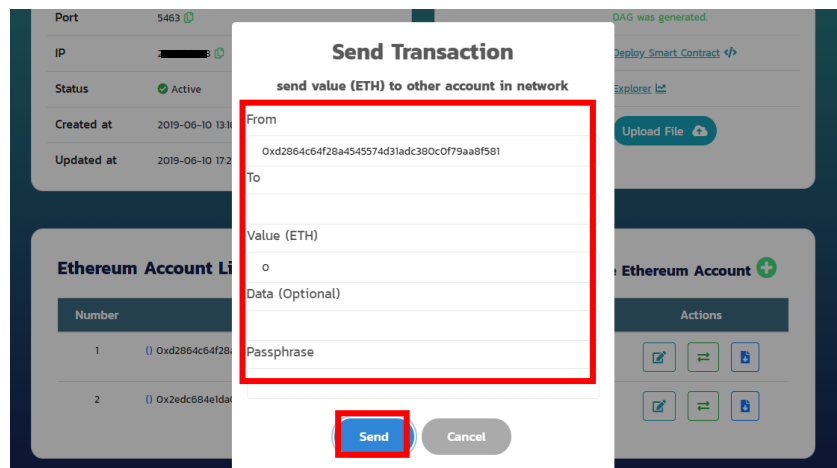 Port 5463
DAG was generated.
IP
Deploy Smart Contract </>
Status Active
Explorer
Created at 2019-06-10 13:16
Upload File
Updated at 2019-06-10 17:2
Send Transaction
send value (ETH) to other account in network
From
0xd2864c64f28a4545574d31adc380c0f79aa8f581
To
Value (ETH)
0
Data (Optional)
Passphrase
Send Cancel
Ethereum Account Li
Ethereum Account
Number Actions
1 () 0xd2864c64f28a
2 () 0x2edc684e1da